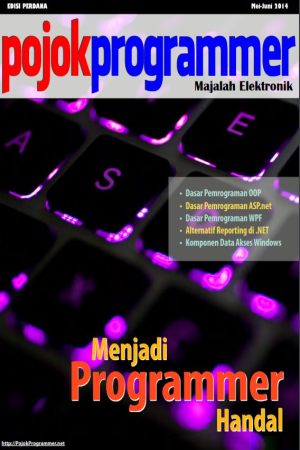 EDISI PERDANA
Mei-Juni 2014
pojokprogrammer
Majalah Elektronik
E
A
S
• Dasar Pemrograman OOP
• Dasar Pemrograman ASP.net
• Dasar Pemrograman WPF
• Alternatif Reporting di .NET
• Komponen Data Akses Windows
X
Menjadi
Programmer
Handal
http://PojokProgrammer.net